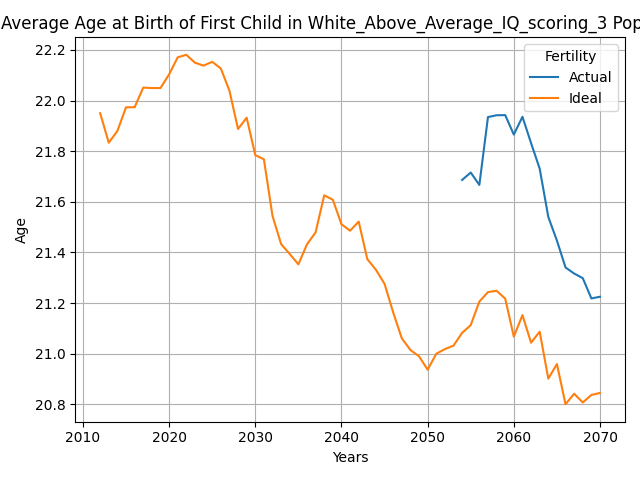 Average Age at Birth of First Child in White_Above_Average_IQ_scoring_3 Pop
Fertility
Actual
Ideal
22.2
22.0
21.8
21.6
21.4
21.2
21.0
20.8
Age
2010 2020 2030 2040 2050 2060 2070
Years